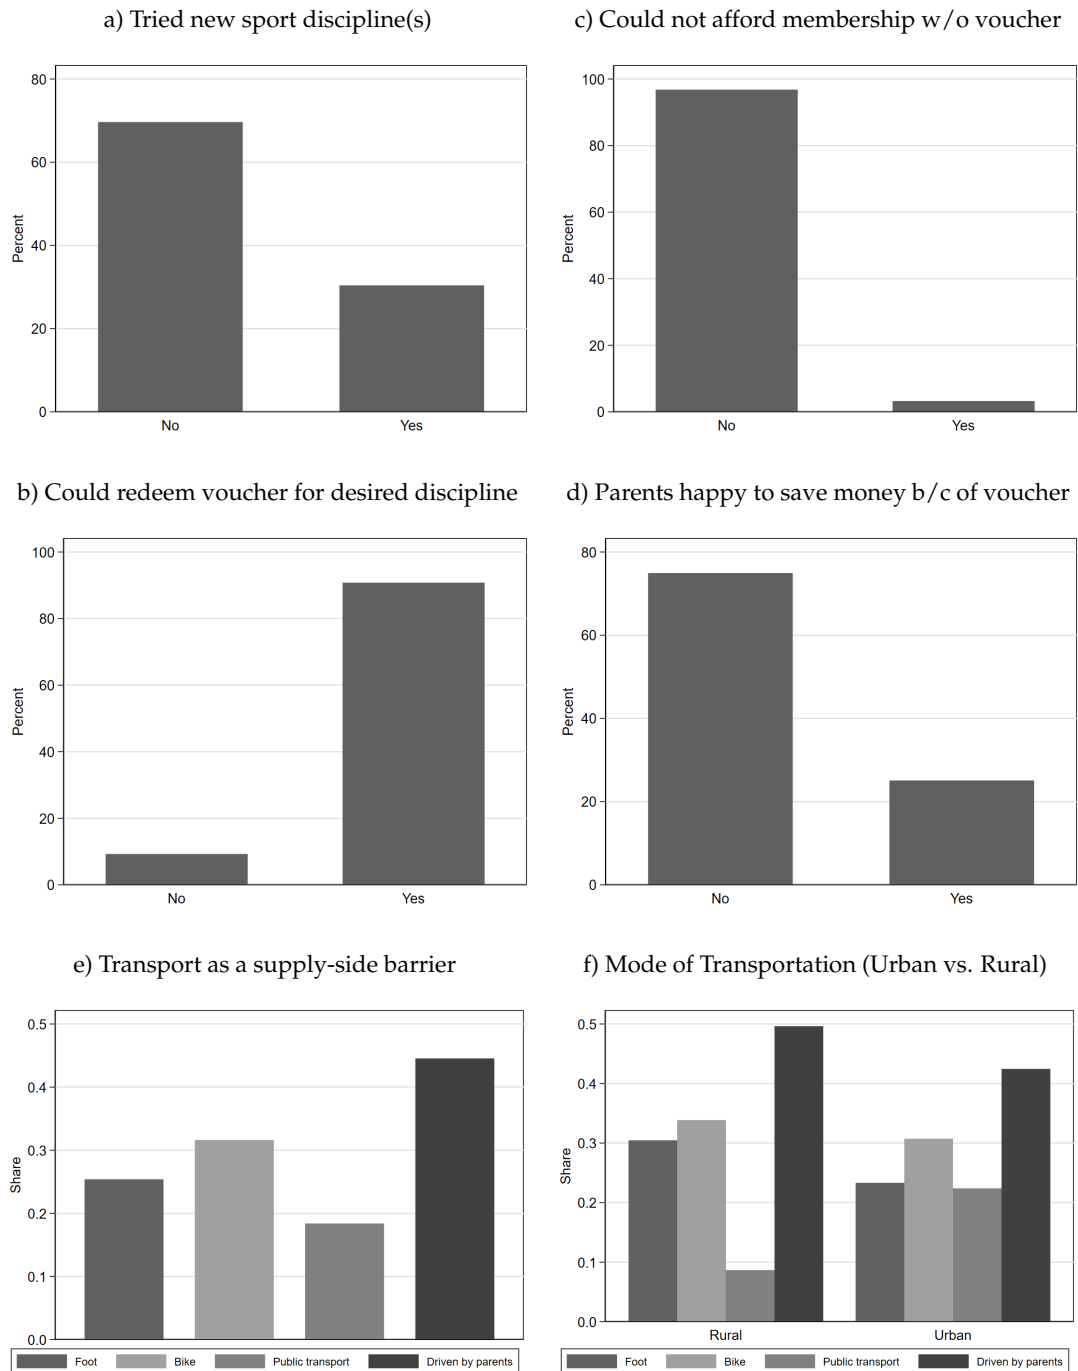 a) Tried new sport discipline(s)
80
60
40
20
0
Percent
No Yes
c) Could not afford membership w/o voucher
100
80
60
40
20
0
Percent
No Yes
b) Could redeem voucher for desired discipline
100
80
60
40
20
0
Percent
No Yes
d) Parents happy to save money b/c of voucher
80
60
40
20
0
Percent
No Yes
e) Transport as a supply-side barrier
0.5
0.4
0.3
0.2
0.1
0.0
Share
Foot Bike Public transport Driven by parents
f) Mode of Transportation (Urban vs. Rural)
0.5
0.4
0.3
0.2
0.1
0.0
Share
Rural Urban
Foot Bike Public transport Driven by parents